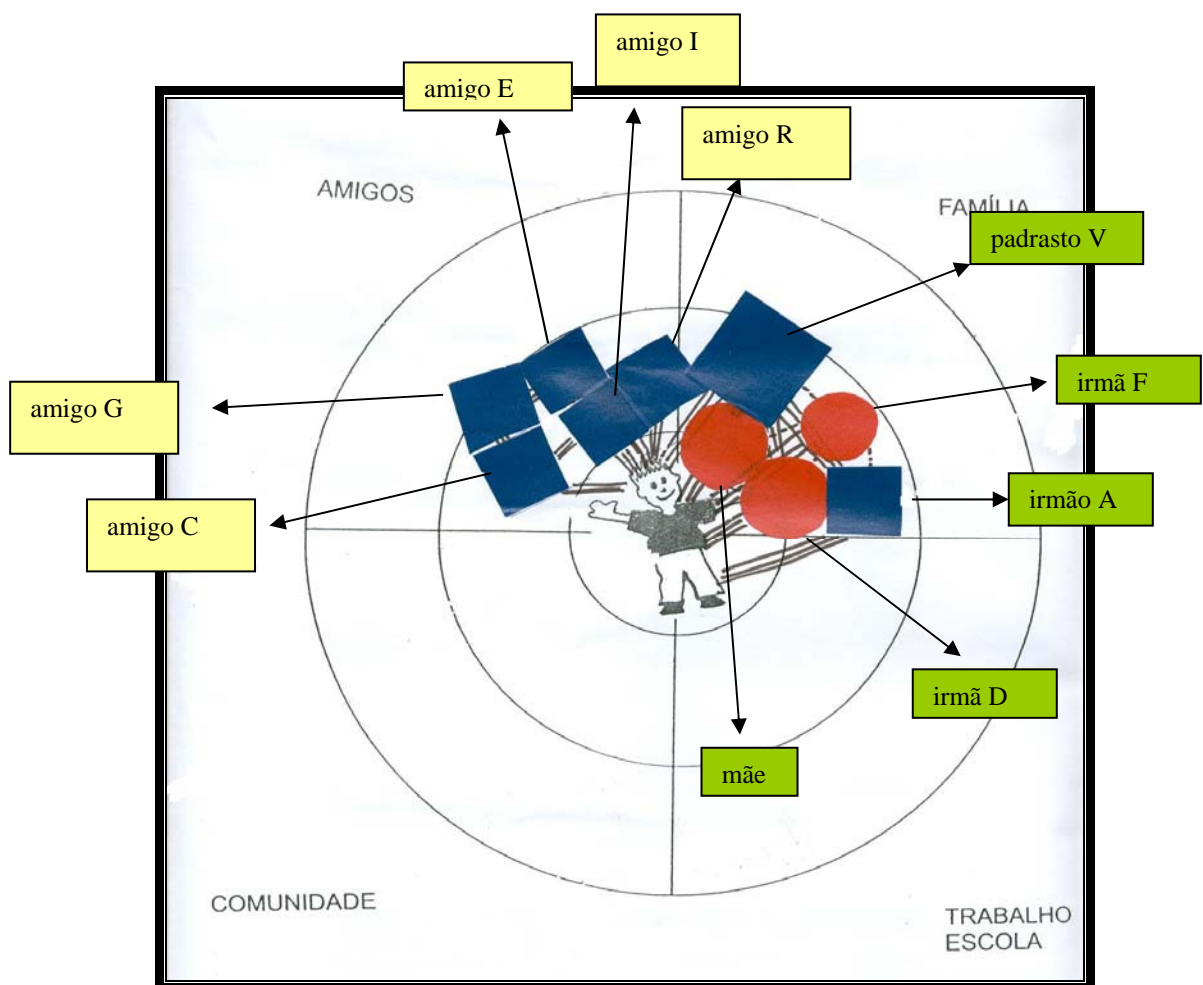 amigo I
amigo E
amigo R
AMIGOS
FAMÍLIA
padrasto V
irmã F
amigo G
irmão A
amigo C
irmã D
mãe
COMUNIDADE
TRABALHO
ESCOLA